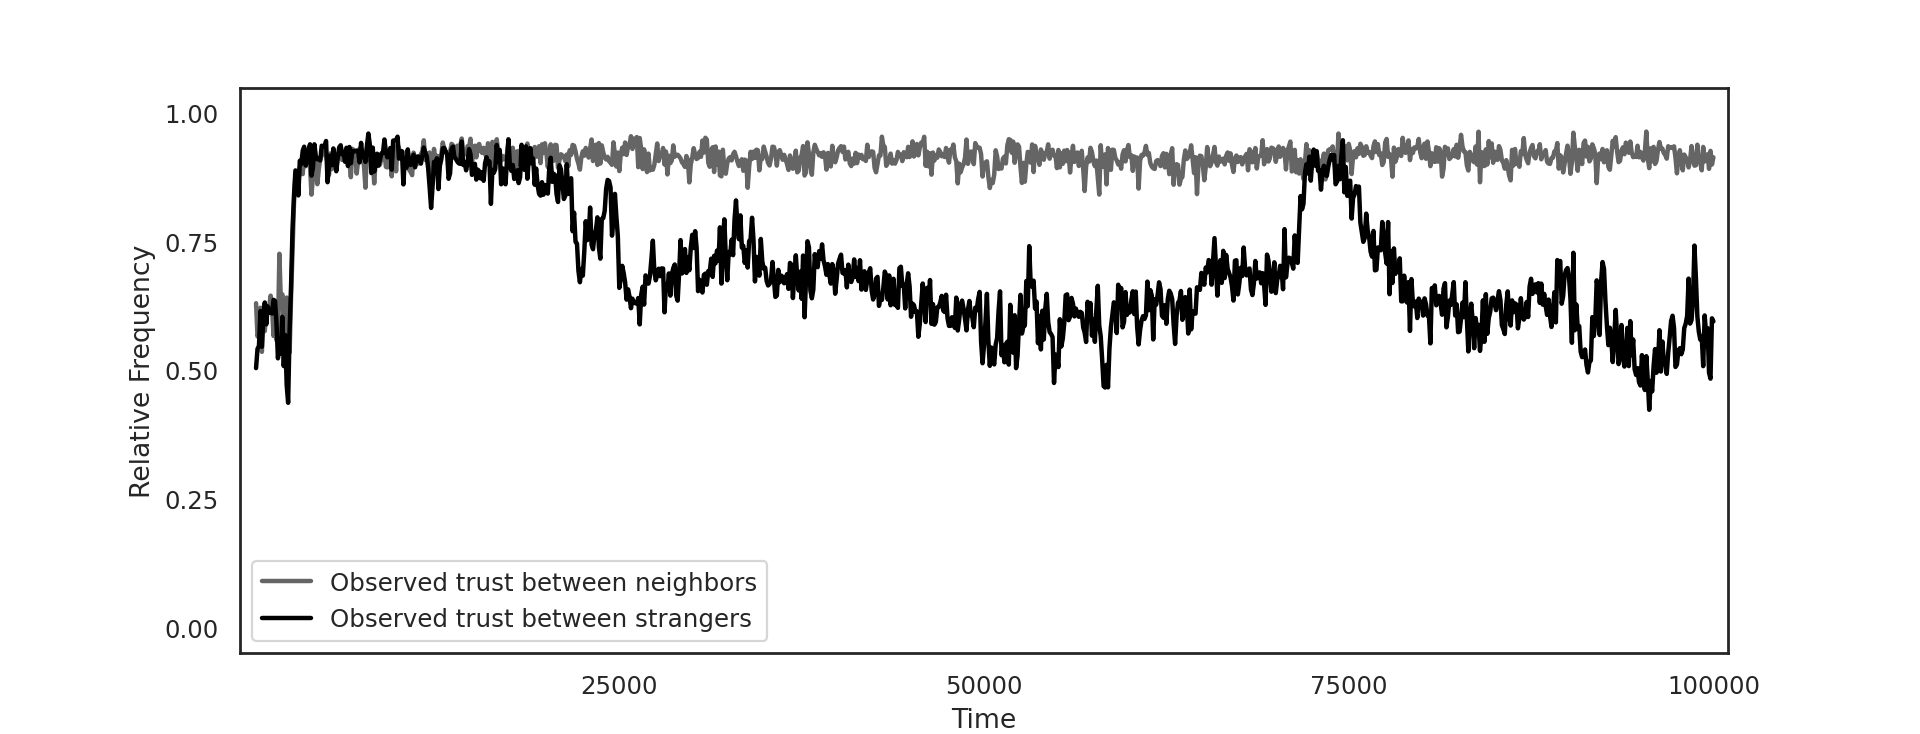 Relative Frequency
1.00
0.75
0.50
0.25
0.00
Observed trust between neighbors
Observed trust between strangers
25000 50000 75000 100000
Time